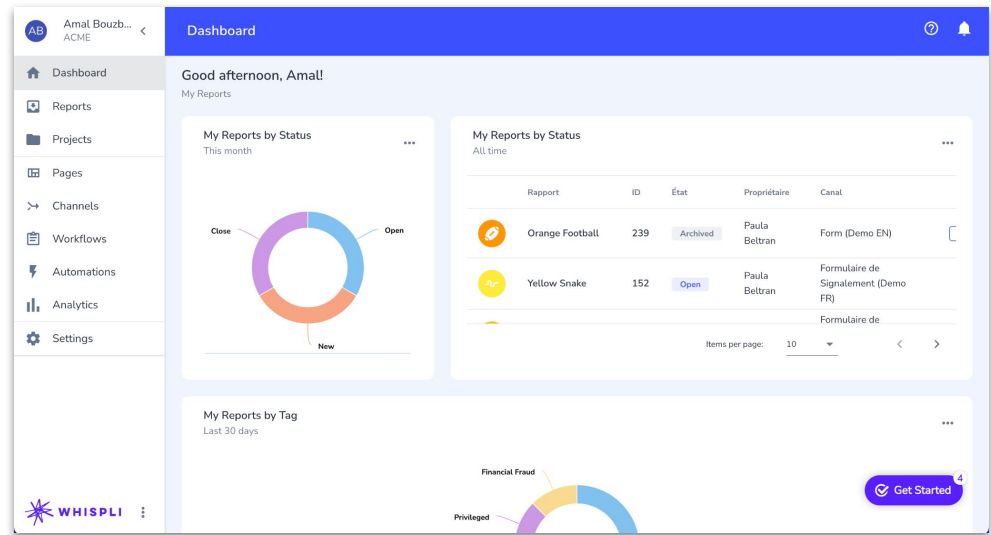 AB
Amal Bouzb...
ACME
Dashboard
Dashboard
Reports
Projects
Pages
Channels
Workflows
Automations
Analytics
Settings
WHISPLI
Good afternoon, Amal!
My Reports
My Reports by Status
This month
Close
Open
New
My Reports by Status
All time
Rapport ID État Propriétaire Canal
Orange Football 239 Archived Paula Beltran Form (Demo EN)
Yellow Snake 152 Open Paula Beltran Formulaire de Signalement (Demo FR)
Formulaire de
Items per page: 10
My Reports by Tag
Last 30 days
Financial Fraud
Privileged
4
Get Started